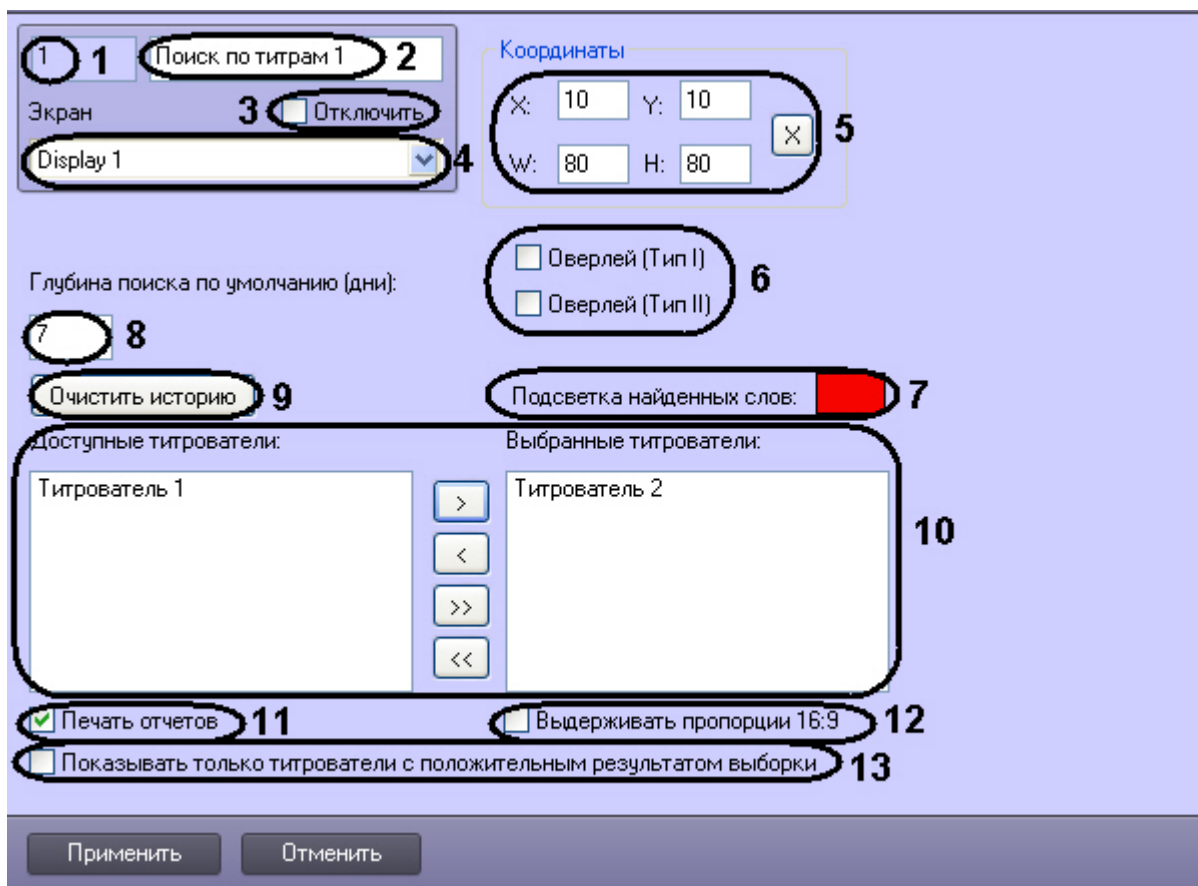 1 1 Поиск по титрам 1 2
Экран 3 Отключить
Display 1 4
Координаты
X: 10 Y: 10
W: 80 H: 80
X 5
Оверлей (Тип I)
Оверлей (Тип II)
6
Глубина поиска по умолчанию (дни):
7 8
Очистить историю 9
Подсветка найденных слов: 7
Доступные титрователи:
Выбранные титрователи:
Титрователь 1
Титрователь 2
>
<
>>
<<
10
Печать отчетов 11
Выдерживать пропорции 16:9 12
Показывать только титрователи с положительным результатом выборки 13
Применить Отменить